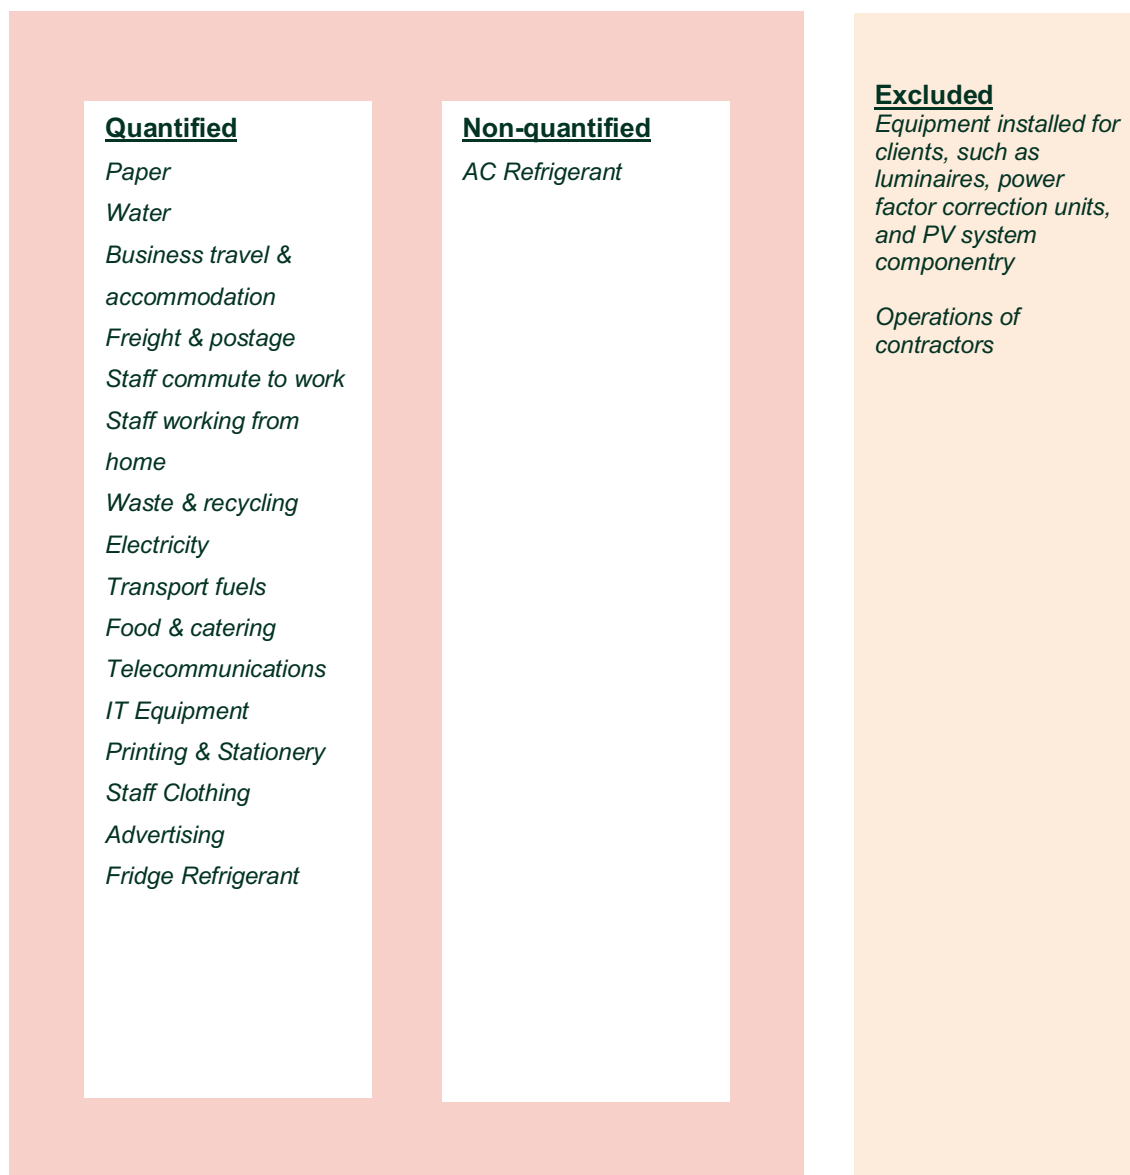 Quantified
Paper
Water
Business travel &
accommodation
Freight & postage
Staff commute to work
Staff working from
home
Waste & recycling
Electricity
Transport fuels
Food & catering
Telecommunications
IT Equipment
Printing & Stationery
Staff Clothing
Advertising
Fridge Refrigerant
Non-quantified
AC Refrigerant
Excluded
Equipment installed for
clients, such as
luminaires, power
factor correction units,
and PV system
componentry
Operations of
contractors